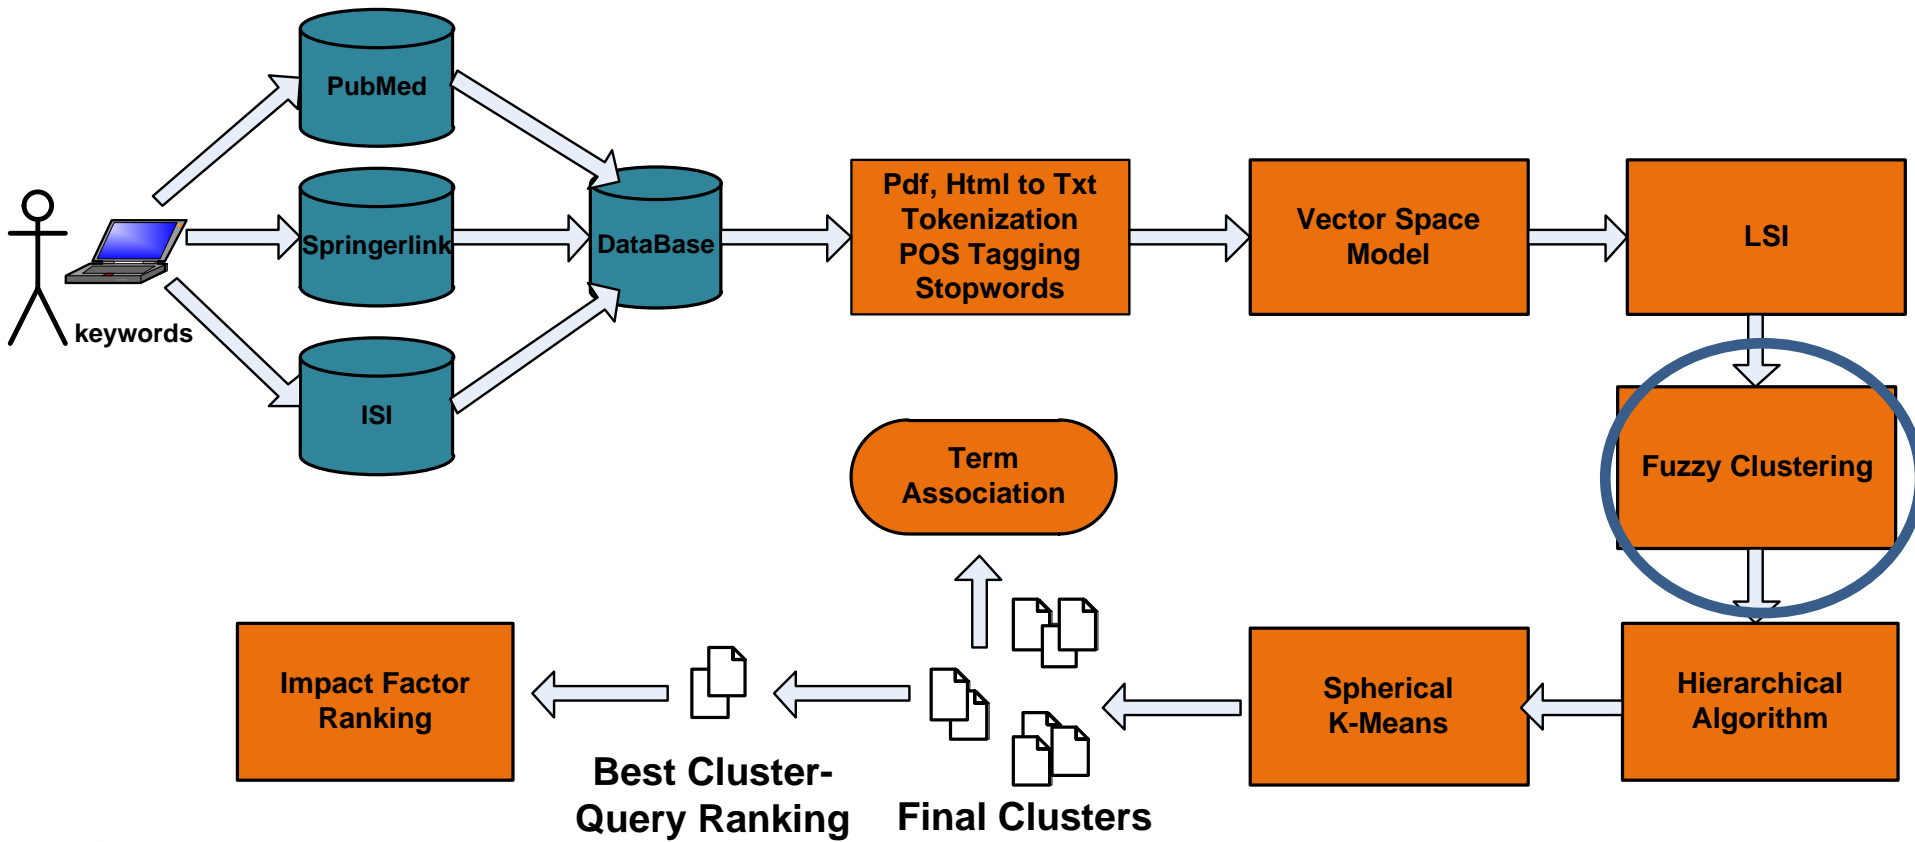 PubMed
Springerlink
ISI
keywords
DataBase
Pdf, Html to Txt
Tokenization
POS Tagging
Stopwords
Vector Space
Model
LSI
Fuzzy Clustering
Hierarchical
Algorithm
Spherical
K-Means
Final Clusters
Term
Association
Best Cluster-
Query Ranking
Impact Factor
Ranking